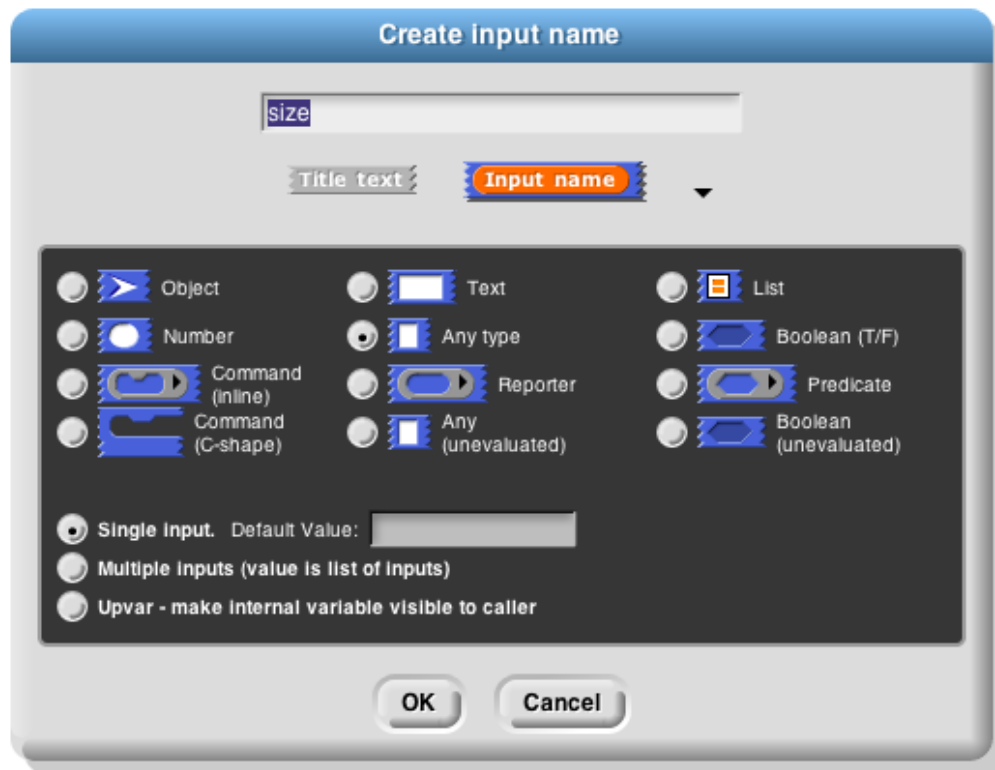 Create input name
size
Title text
Input name
Object
Text
List
Number
Any type
Boolean (T/F)
Command
(inline)
Reporter
Predicate
Command
(C-shape)
Any
(unevaluated)
Boolean
(unevaluated)
Single input. Default Value:
Multiple inputs (value is list of inputs)
Upvar - make internal variable visible to caller
OK
Cancel